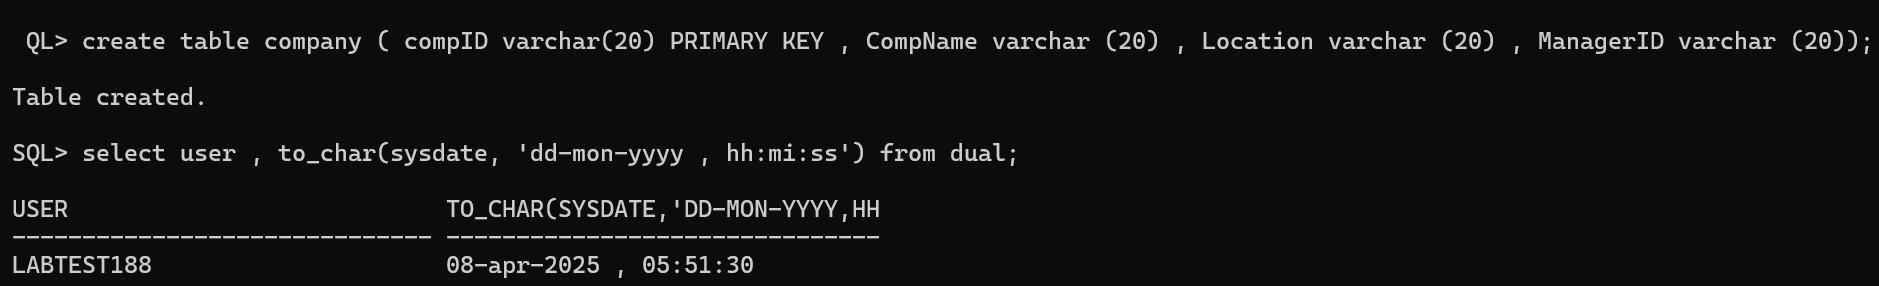 QL> create table company ( compID varchar(20) PRIMARY KEY , CompName varchar (20) , Location varchar (20) , ManagerID varchar (20));
Table created.
SQL> select user , to_char(sysdate, 'dd-mon-yyyy , hh:mi:ss') from dual;
USER                           TO_CHAR(SYSDATE,'DD-MON-YYYY,HH
------------------------------ -------------------------------
LABTEST188                     08-apr-2025 , 05:51:30